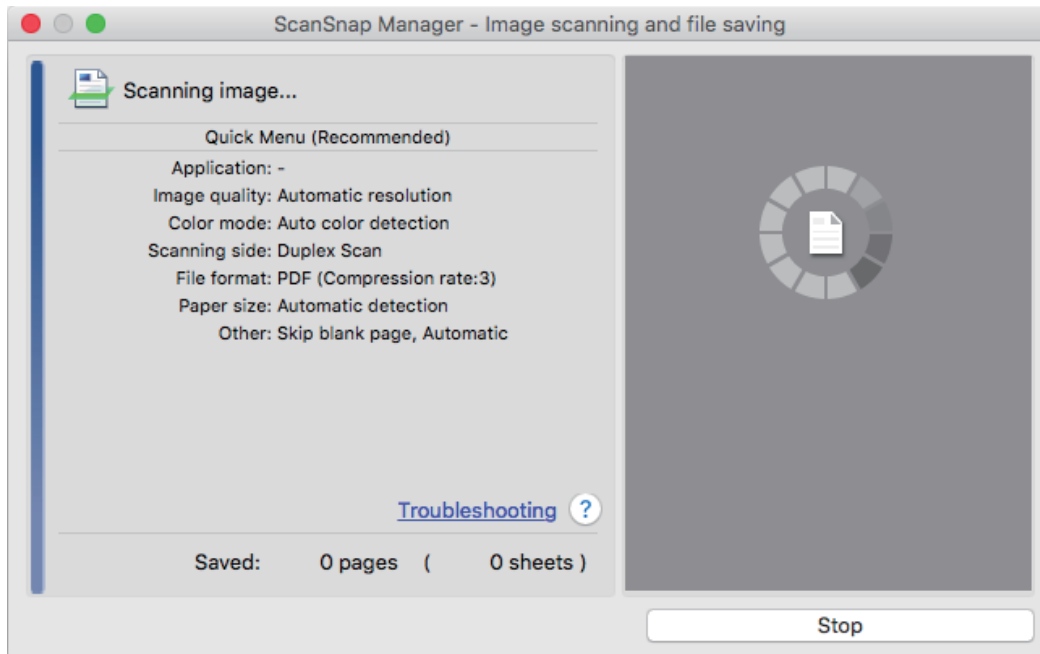 ScanSnap Manager - Image scanning and file saving
Scanning image...
Quick Menu (Recommended)
Application: -
Image quality: Automatic resolution
Color mode: Auto color detection
Scanning side: Duplex Scan
File format: PDF (Compression rate:3)
Paper size: Automatic detection
Other: Skip blank page, Automatic
Troubleshooting ?
Saved: 0 pages ( 0 sheets )
Stop